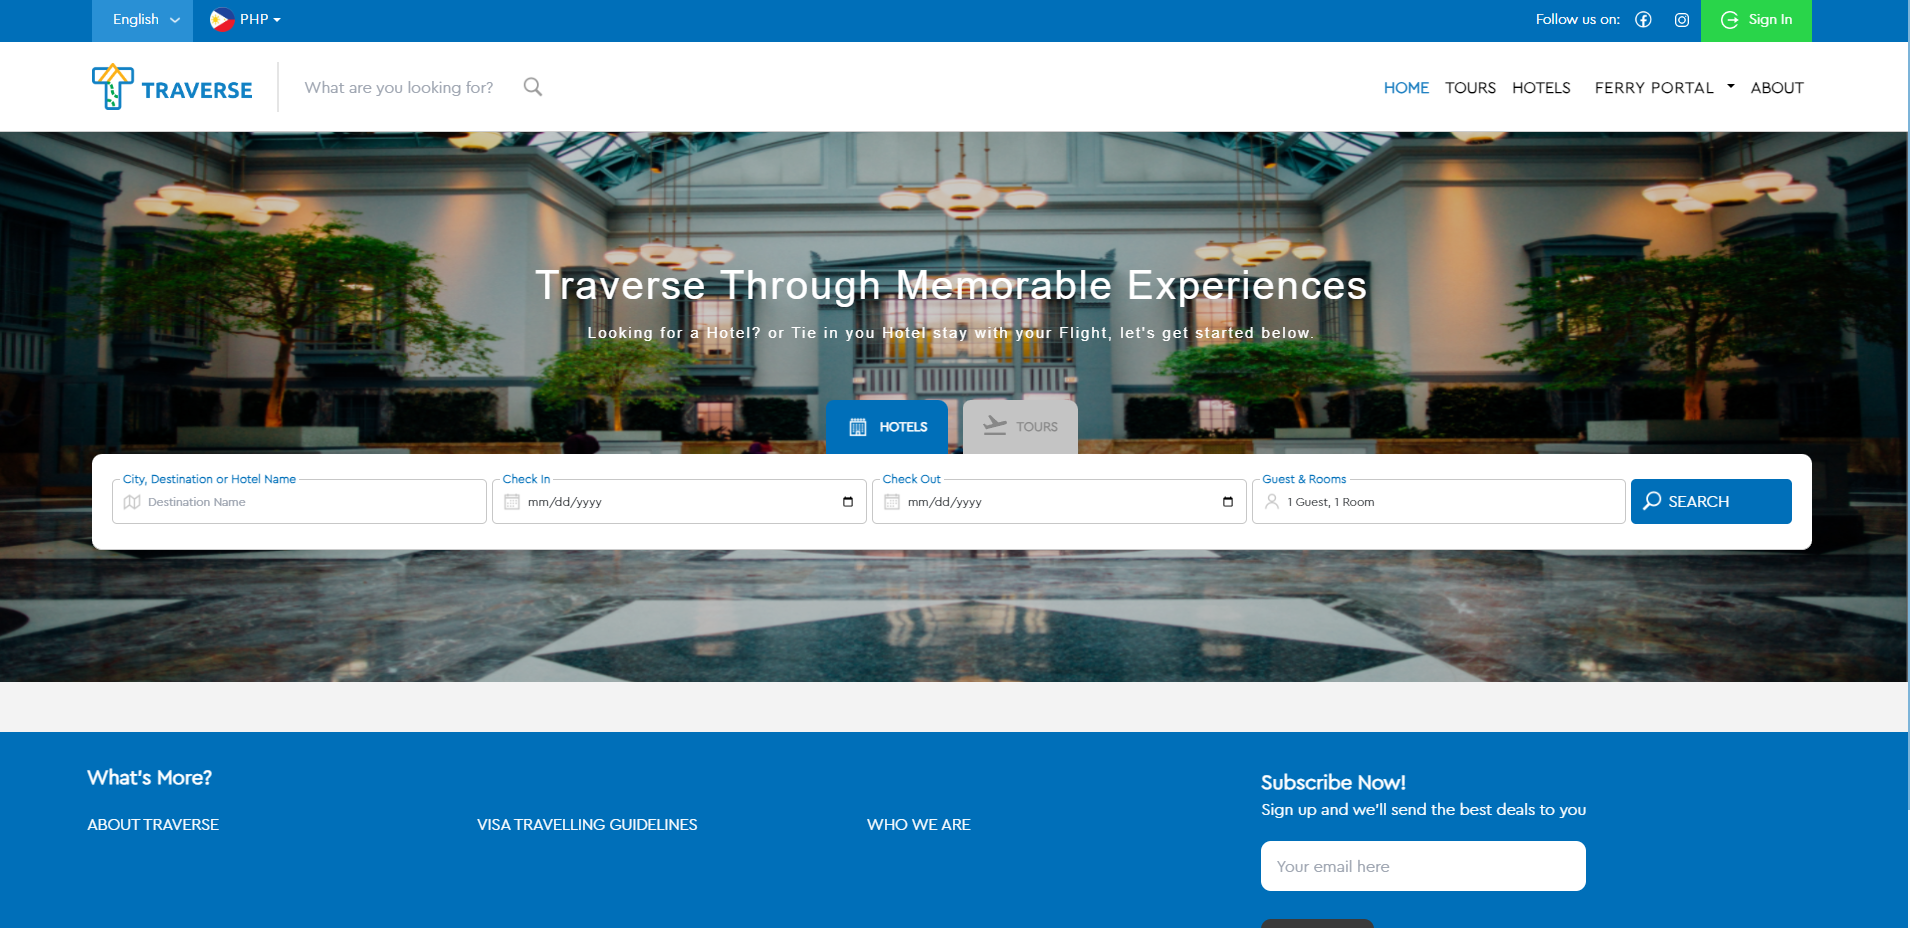 English
PHP
Follow us on:
Sign In
TRAVERSE
What are you looking for?
HOME
TOURS
HOTELS
FERRY PORTAL
ABOUT
Traverse Through Memorable Experiences
Looking for a Hotel? or Tie in you Hotel stay with your Flight, let's get started below.
HOTELS
TOURS
City, Destination or Hotel Name
Destination Name
Check In
mm/dd/yyyy
Check Out
mm/dd/yyyy
Guest & Rooms
1 Guest, 1 Room
SEARCH
What's More?
ABOUT TRAVERSE
VISA TRAVELLING GUIDELINES
WHO WE ARE
Subscribe Now!
Sign up and we'll send the best deals to you
Your email here